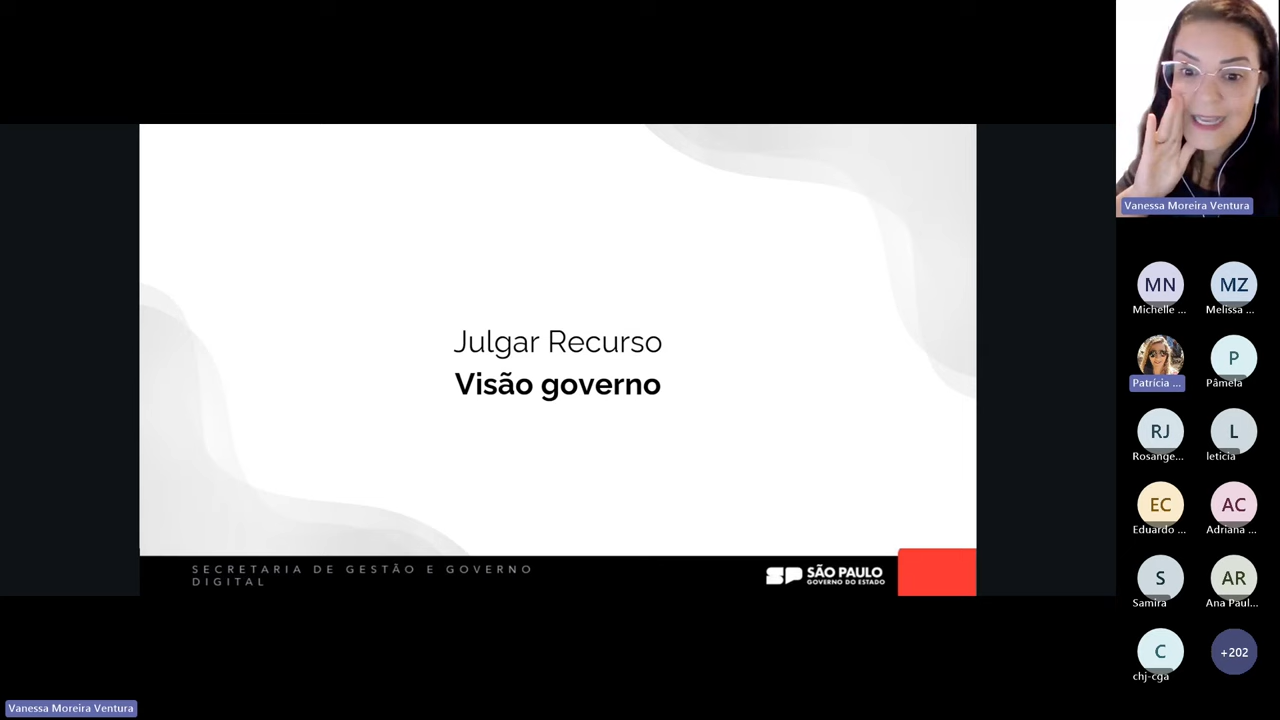 Julgar Recurso
Visão governo
SECRETARIA DE GESTÃO E GOVERNO
DIGITAL
SP SÃO PAULO
GOVERNO DO ESTADO
Vanessa Moreira Ventura
MN
MZ
Michelle ...
Melissa ...
P
Patrícia ...
Pâmela
RJ
L
Rosange...
leticia
EC
AC
Eduardo ...
Adriana ...
S
AR
Samira
Ana Paul...
C
+202
chj-cga
Vanessa Moreira Ventura